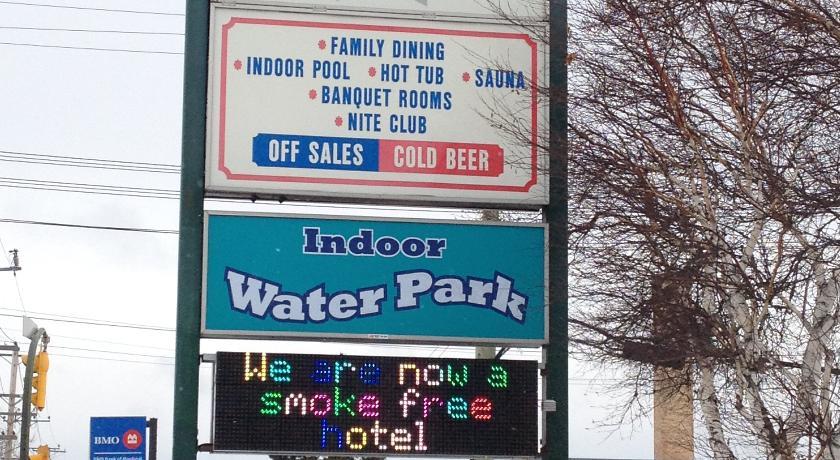 FAMILY DINING
INDOOR POOL HOT TUB SAUNA
BANQUET ROOMS
NITE CLUB
OFF SALES COLD BEER
Indoor
Water Park
We are now a
smoke free
hotel
BMO